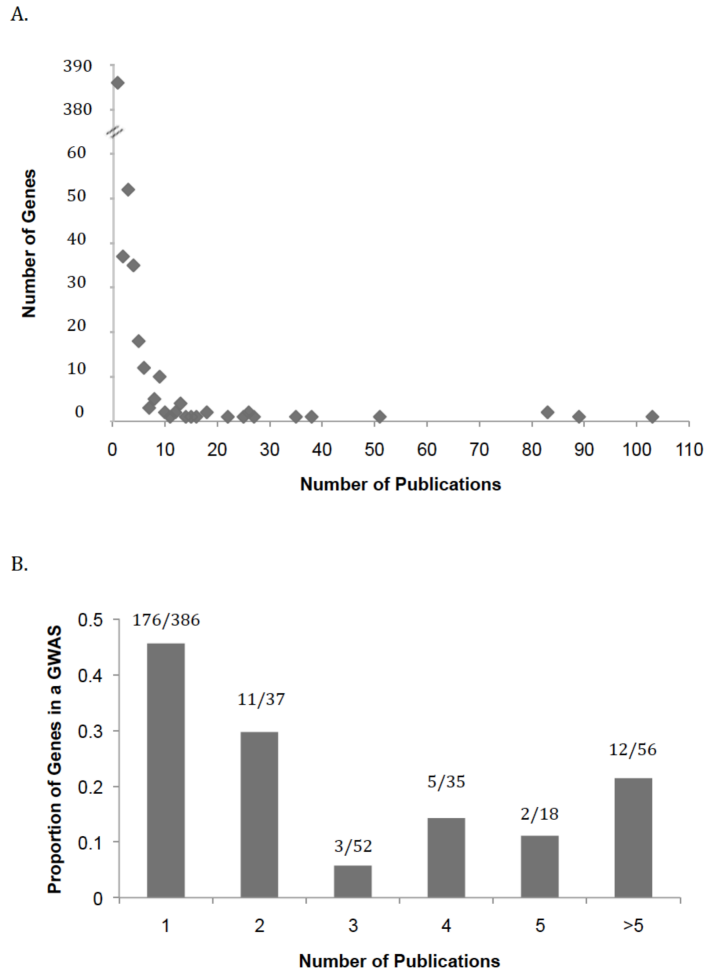 A.
390
380
60
50
40
30
20
10
0
Number of Genes
0 10 20 30 40 50 60 70 80 90 100 110
Number of Publications
B.
Proportion of Genes in a GWAS
0.5
0.4
0.3
0.2
0.1
0
176/386
11/37
3/52
5/35
2/18
12/56
1 2 3 4 5 >5
Number of Publications